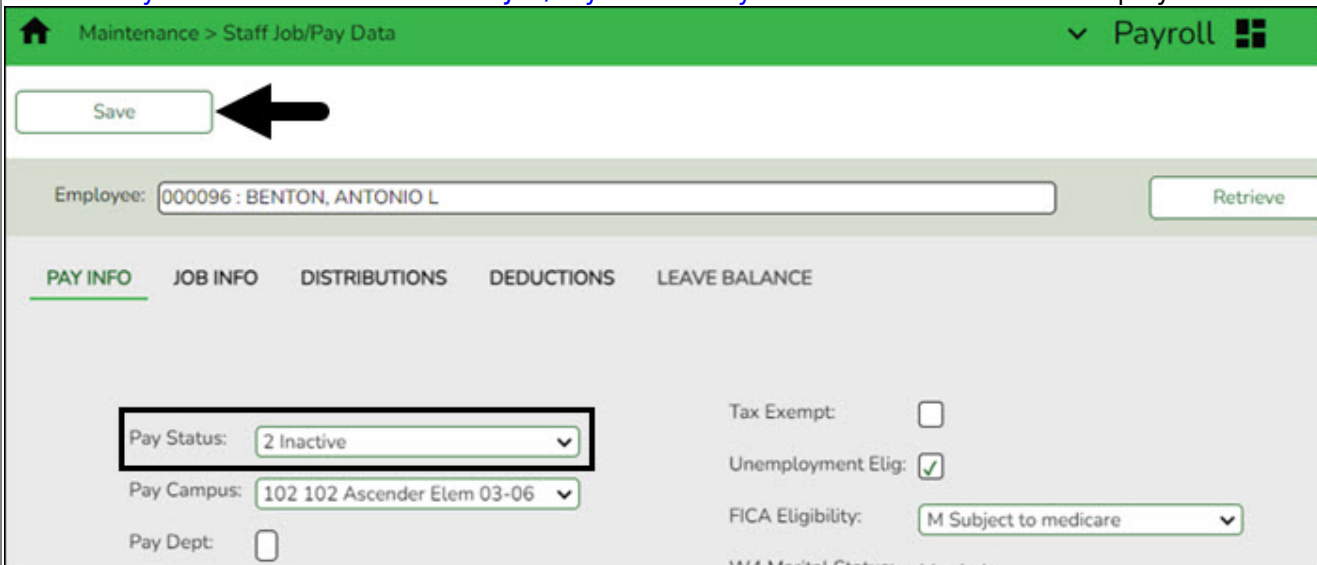 Maintenance > Staff Job/Pay Data
Payroll
Save
Employee: 000096 : BENTON, ANTONIO L
Retrieve
PAY INFO JOB INFO DISTRIBUTIONS DEDUCTIONS LEAVE BALANCE
Tax Exempt:
Pay Status: 2 Inactive
Unemployment Elig:
Pay Campus: 102 102 Ascender Elem 03-06
FICA Eligibility: M Subject to medicare
Pay Dept: